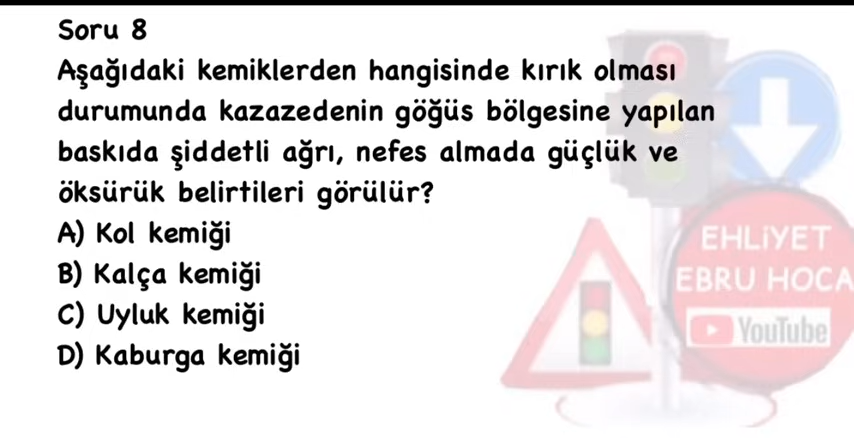 Soru 8
Aşağıdaki kemiklerden hangisinde kırık olması
durumunda kazazedenin göğüs bölgesine yapılan
baskıda şiddetli ağrı, nefes almada güçlük ve
öksürük belirtileri görülür?
A) Kol kemiği
B) Kalça kemiği
C) Uyluk kemiği
D) Kaburga kemiği
EHLİYET
EBRU HOCA
YouTube